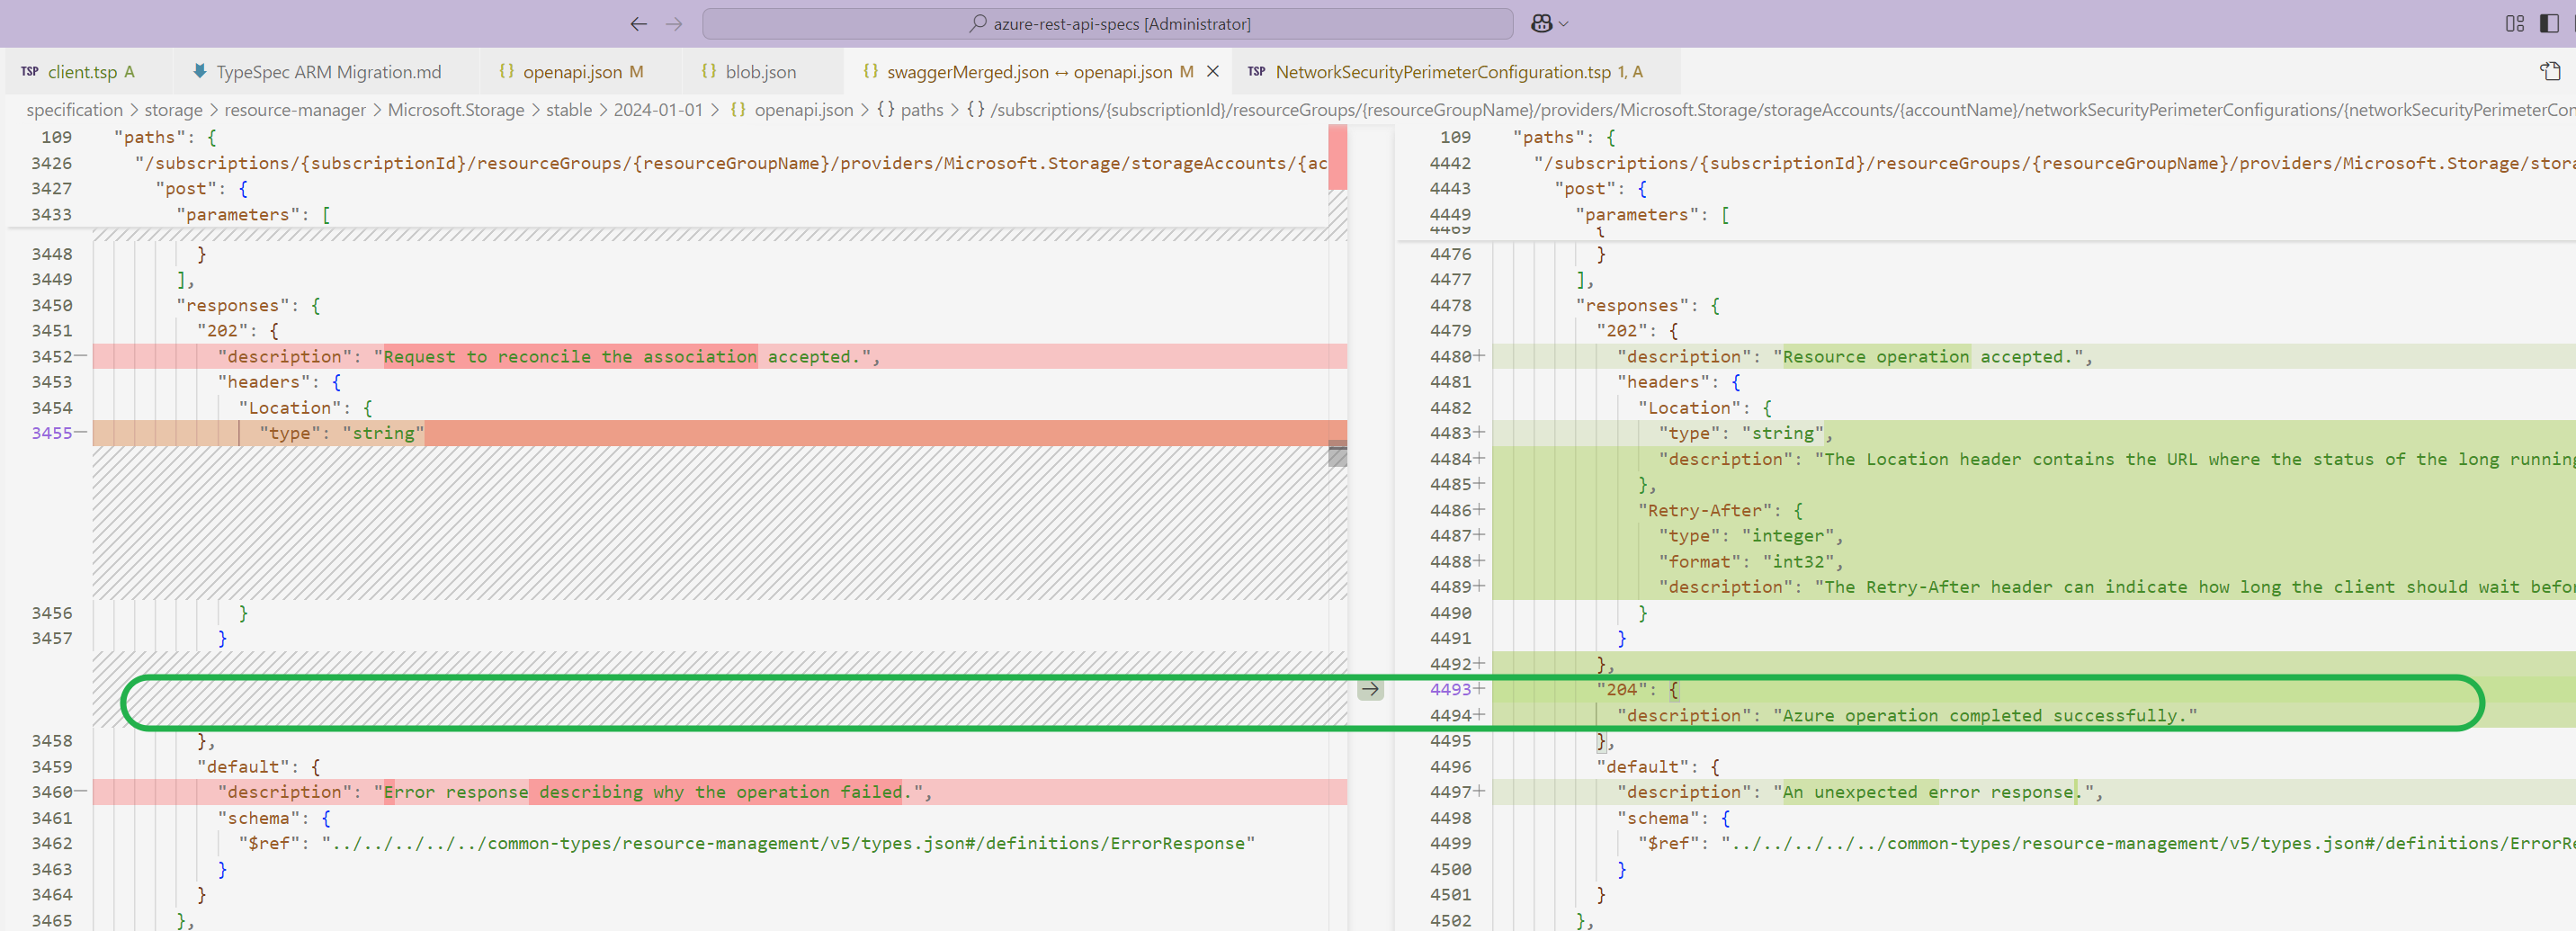 azure-rest-api-specs [Administrator]
TSP client.tsp A
TypeSpec ARM Migration.md
{} openapi.json M
{} blob.json
{} swaggerMerged.json ↔ openapi.json M ×
TSP NetworkSecurityPerimeterConfiguration.tsp 1, A
specification > storage > resource-manager > Microsoft.Storage > stable > 2024-01-01 > {} openapi.json > {} paths > {} /subscriptions/{subscriptionId}/resourceGroups/{resourceGroupName}/providers/Microsoft.Storage/storageAccounts/{accountName}/networkSecurityPerimeterConfigurations/{networkSecurityPerimeterCon
109 "paths": {
3426 "/subscriptions/{subscriptionId}/resourceGroups/{resourceGroupName}/providers/Microsoft.Storage/storageAccounts/{ac
3427 "post": {
3433 "parameters": [
3448 }
3449 ],
3450 "responses": {
3451 "202": {
3452— "description": "Request to reconcile the association accepted.",
3453 "headers": {
3454 "Location": {
3455— "type": "string"
3456 }
3457 }
3458 },
3459 "default": {
3460— "description": "Error response describing why the operation failed.",
3461 "schema": {
3462 "$ref": "../../../../../common-types/resource-management/v5/types.json#/definitions/ErrorResponse"
3463 }
3464 }
3465 },
109 "paths": {
4442 "/subscriptions/{subscriptionId}/resourceGroups/{resourceGroupName}/providers/Microsoft.Storage/stora
4443 "post": {
4449 "parameters": [
4469 {
4476 }
4477 ],
4478 "responses": {
4479 "202": {
4480+ "description": "Resource operation accepted.",
4481 "headers": {
4482 "Location": {
4483+ "type": "string",
4484+ "description": "The Location header contains the URL where the status of the long running
4485+ },
4486+ "Retry-After": {
4487+ "type": "integer",
4488+ "format": "int32",
4489+ "description": "The Retry-After header can indicate how long the client should wait befor
4490 }
4491 }
4492+ },
4493+ "204": {
4494+ "description": "Azure operation completed successfully."
4495 },
4496 "default": {
4497+ "description": "An unexpected error response.",
4498 "schema": {
4499 "$ref": "../../../../../common-types/resource-management/v5/types.json#/definitions/ErrorRe
4500 }
4501 }
4502 },